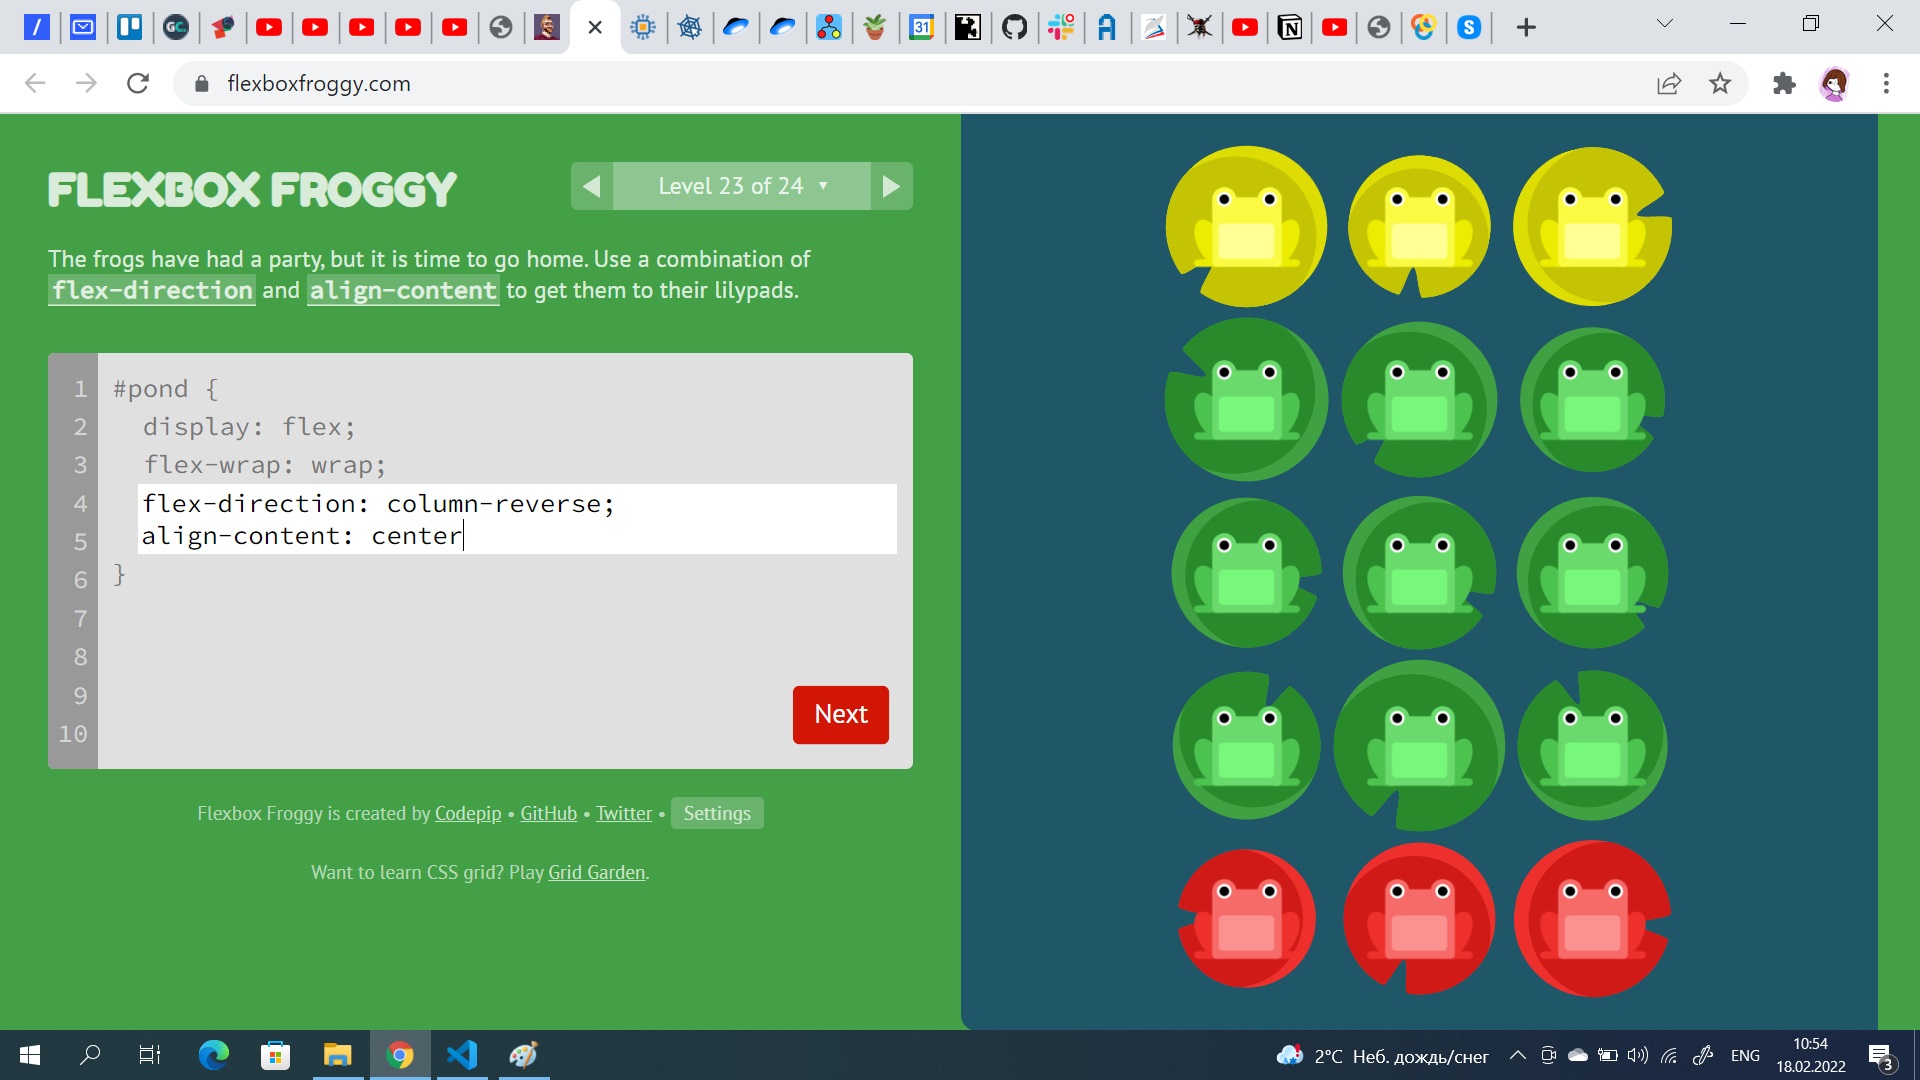 GC
31
flexboxfroggy.com
FLEXBOX FROGGY
Level 23 of 24 ▼
The frogs have had a party, but it is time to go home. Use a combination of
flex-direction and align-content to get them to their lilypads.
1 #pond {
2 display: flex;
3 flex-wrap: wrap;
4 flex-direction: column-reverse;
5 align-content: center
6 }
7
8
9
10
Next
Flexbox Froggy is created by Codepip • GitHub • Twitter • Settings
Want to learn CSS grid? Play Grid Garden.
2°C Неб. дождь/снег
ENG
10:54
18.02.2022
3